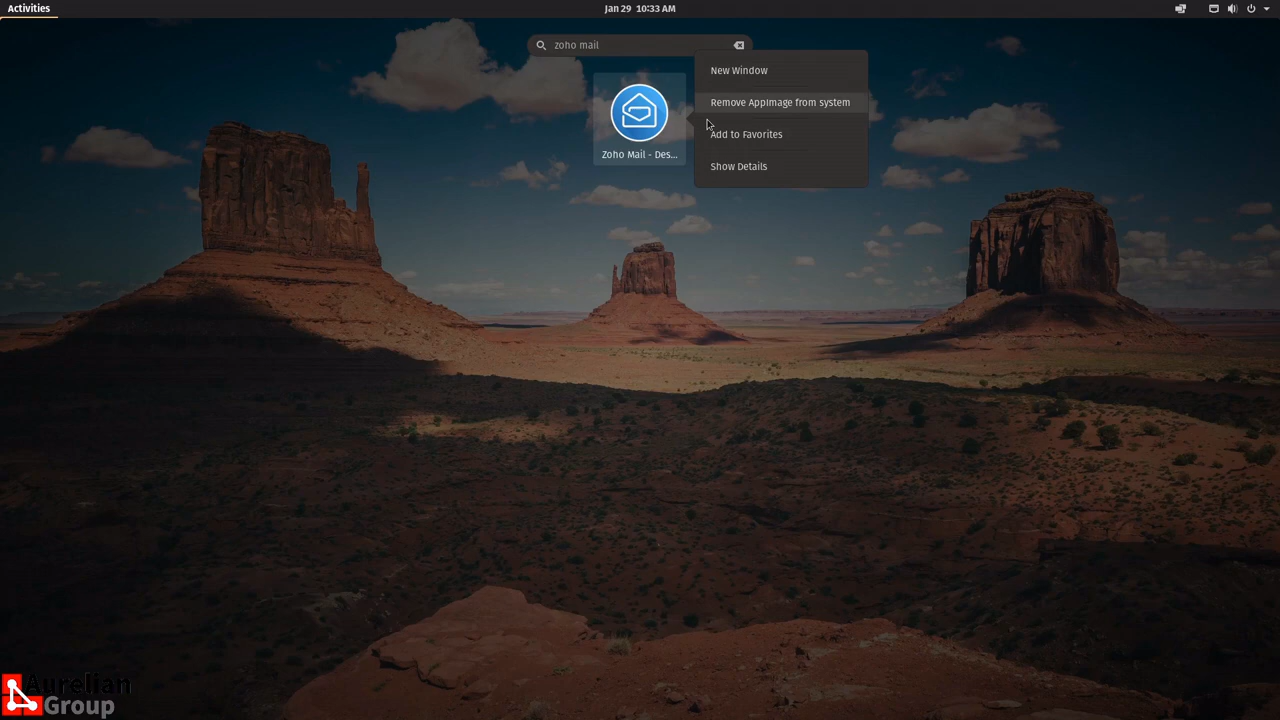 Activities
Jan 29 10:33 AM
zoho mail
New Window
Remove AppImage from system
Add to Favorites
Show Details
Zoho Mail - Des...
Aurelian
Group